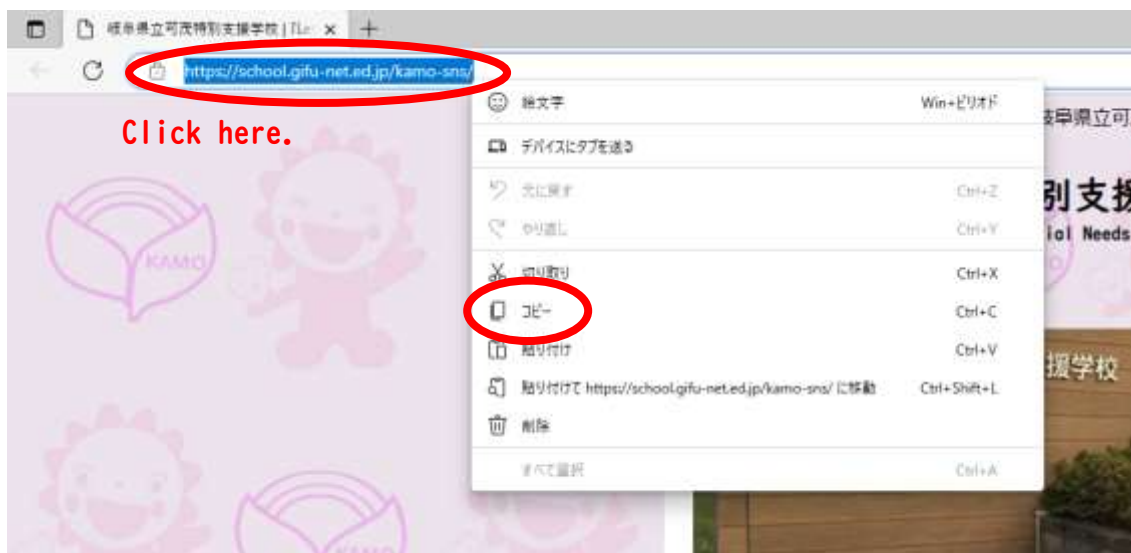 岐阜県立可茂特別支援学校 | TLe
https://school.gifu-net.ed.jp/kamo-sns/
Click here.
絵文字 Win+ピリオド
デバイスにタブを送る
元に戻す Ctrl+Z
やり直し Ctrl+Y
切り取り Ctrl+X
コピー Ctrl+C
貼り付け Ctrl+V
貼り付けて https://school.gifu-net.ed.jp/kamo-sns/ に移動 Ctrl+Shift+L
削除
すべて選択 Ctrl+A
岐阜県立可
別支援
ial Needs
援学校
KAMO
KAMO